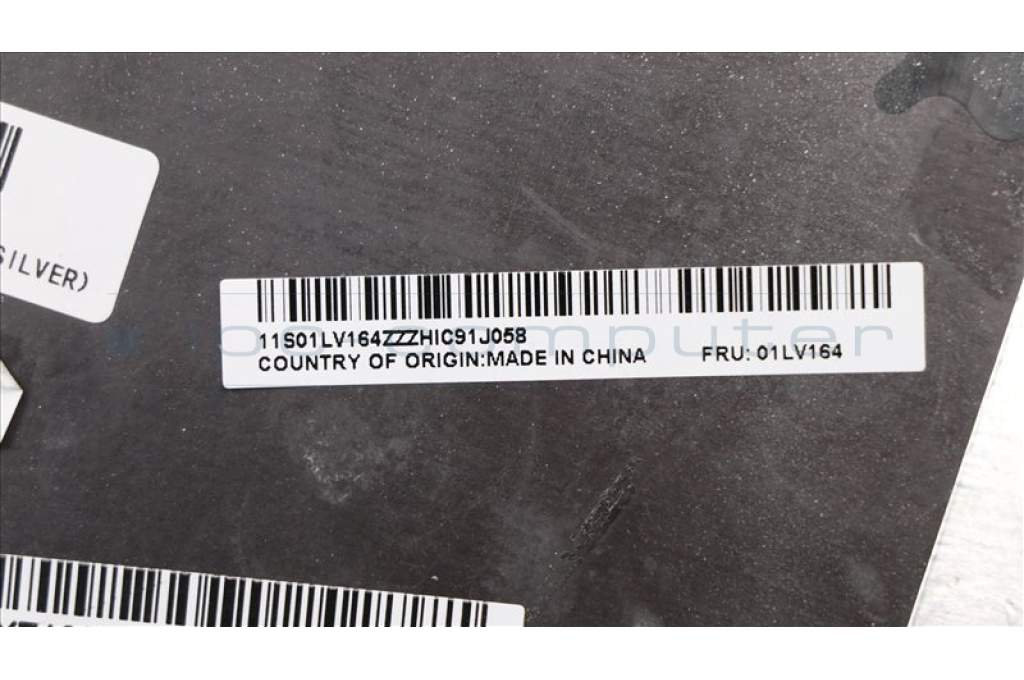 SILVER)
11S01LV164ZZZHIC91J058
COUNTRY OF ORIGIN:MADE IN CHINA FRU: 01LV164